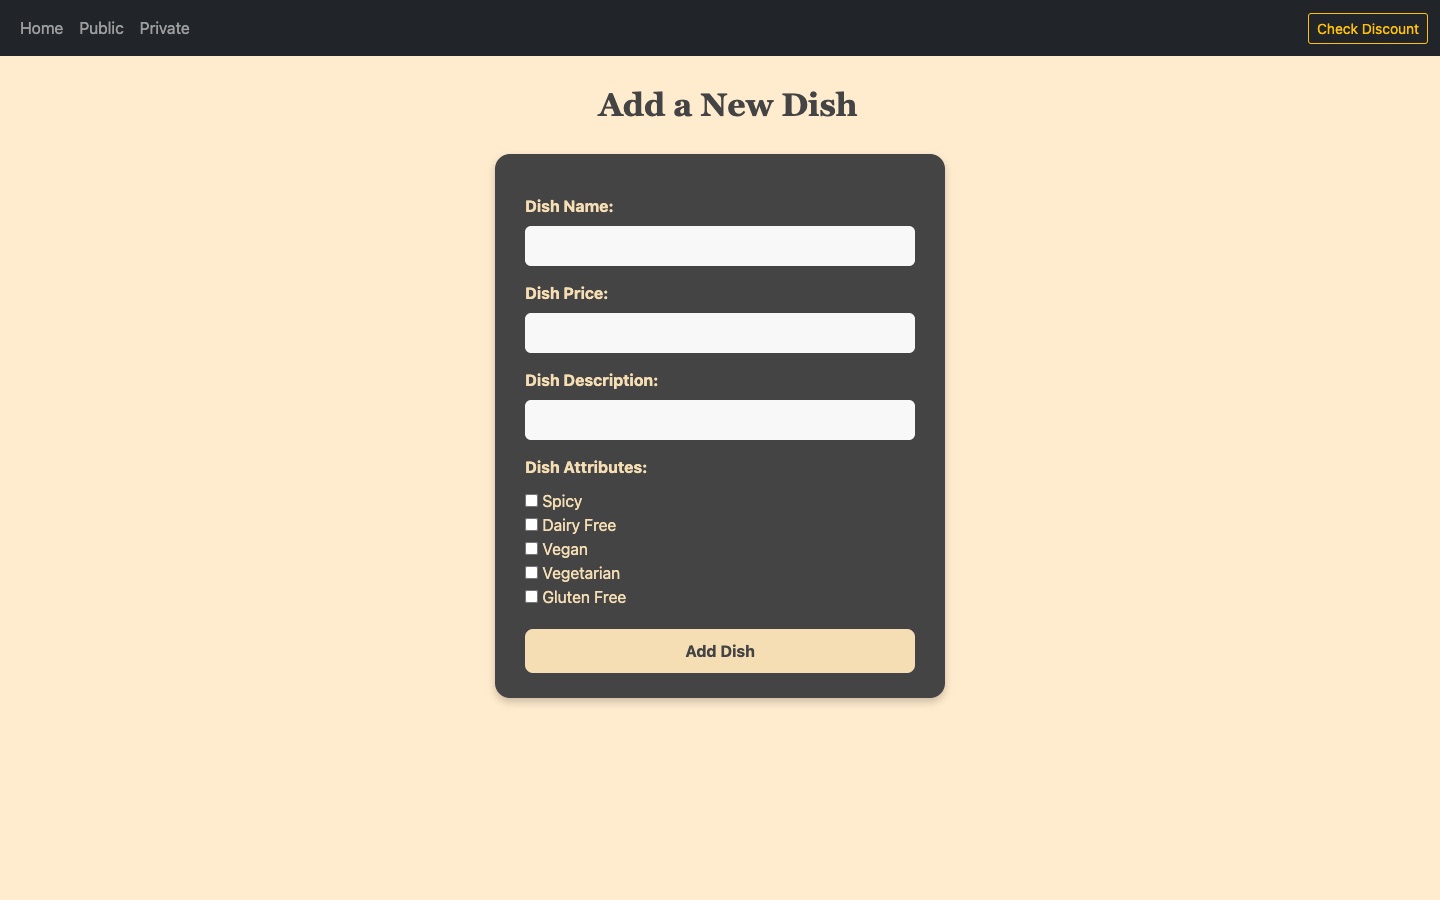 Home Public Private Check Discount
Add a New Dish
Dish Name:
Dish Price:
Dish Description:
Dish Attributes:
Spicy
Dairy Free
Vegan
Vegetarian
Gluten Free
Add Dish